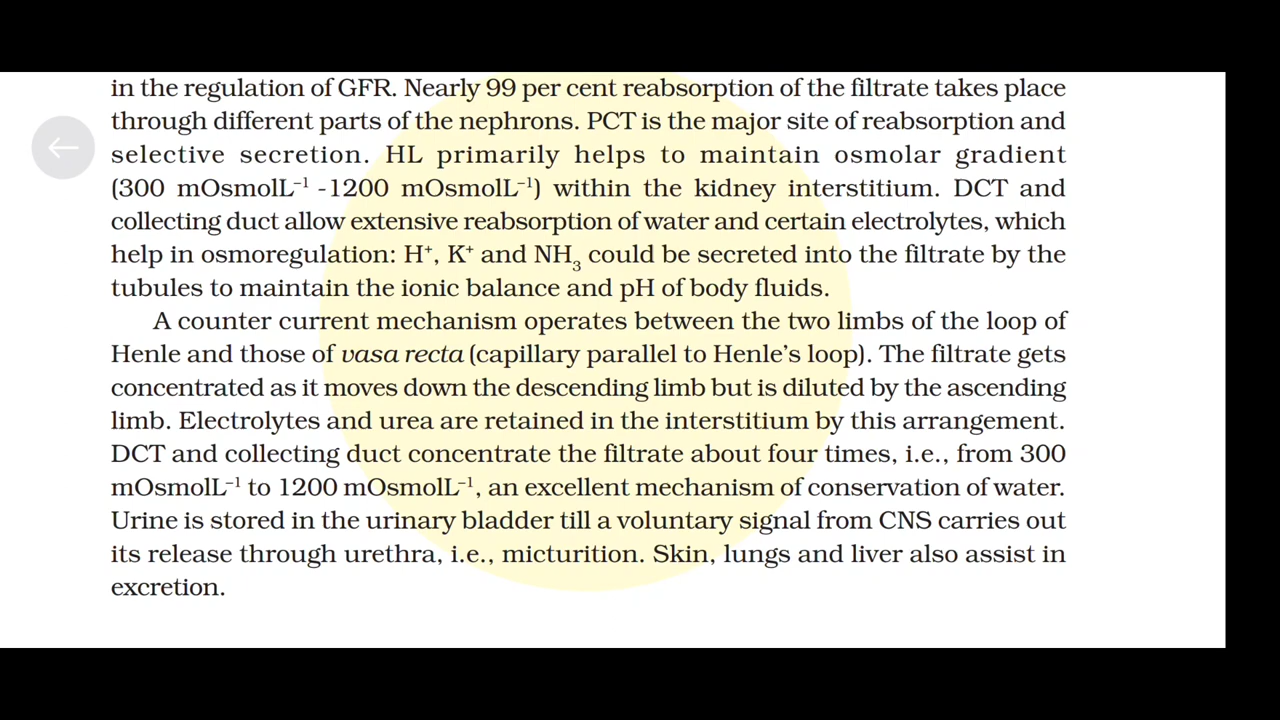 in the regulation of GFR. Nearly 99 per cent reabsorption of the filtrate takes place
through different parts of the nephrons. PCT is the major site of reabsorption and
selective secretion. HL primarily helps to maintain osmolar gradient
(300 mOsmolL⁻¹ -1200 mOsmolL⁻¹) within the kidney interstitium. DCT and
collecting duct allow extensive reabsorption of water and certain electrolytes, which
help in osmoregulation: H⁺, K⁺ and NH₃ could be secreted into the filtrate by the
tubules to maintain the ionic balance and pH of body fluids.
A counter current mechanism operates between the two limbs of the loop of
Henle and those of vasa recta (capillary parallel to Henle’s loop). The filtrate gets
concentrated as it moves down the descending limb but is diluted by the ascending
limb. Electrolytes and urea are retained in the interstitium by this arrangement.
DCT and collecting duct concentrate the filtrate about four times, i.e., from 300
mOsmolL⁻¹ to 1200 mOsmolL⁻¹, an excellent mechanism of conservation of water.
Urine is stored in the urinary bladder till a voluntary signal from CNS carries out
its release through urethra, i.e., micturition. Skin, lungs and liver also assist in
excretion.